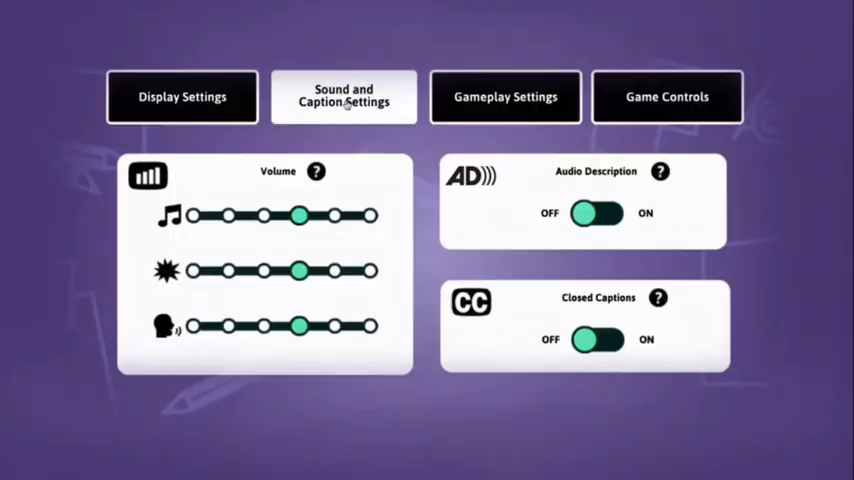 Display Settings
Sound and
Caption Settings
Gameplay Settings
Game Controls
Volume ?
AD
Audio Description ?
OFF ON
CC
Closed Captions ?
OFF ON